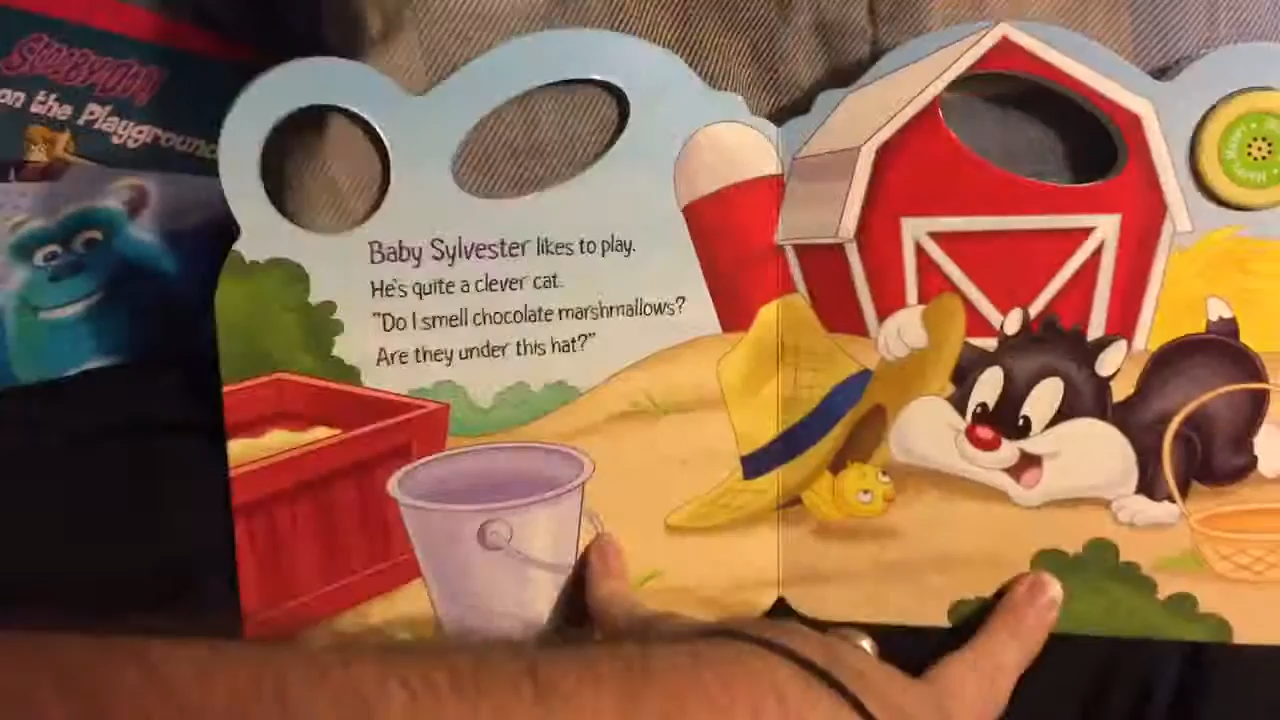 SCOOBY-DOO!
on the Playground
Baby Sylvester likes to play.
He's quite a clever cat.
"Do I smell chocolate marshmallows?
Are they under this hat?"